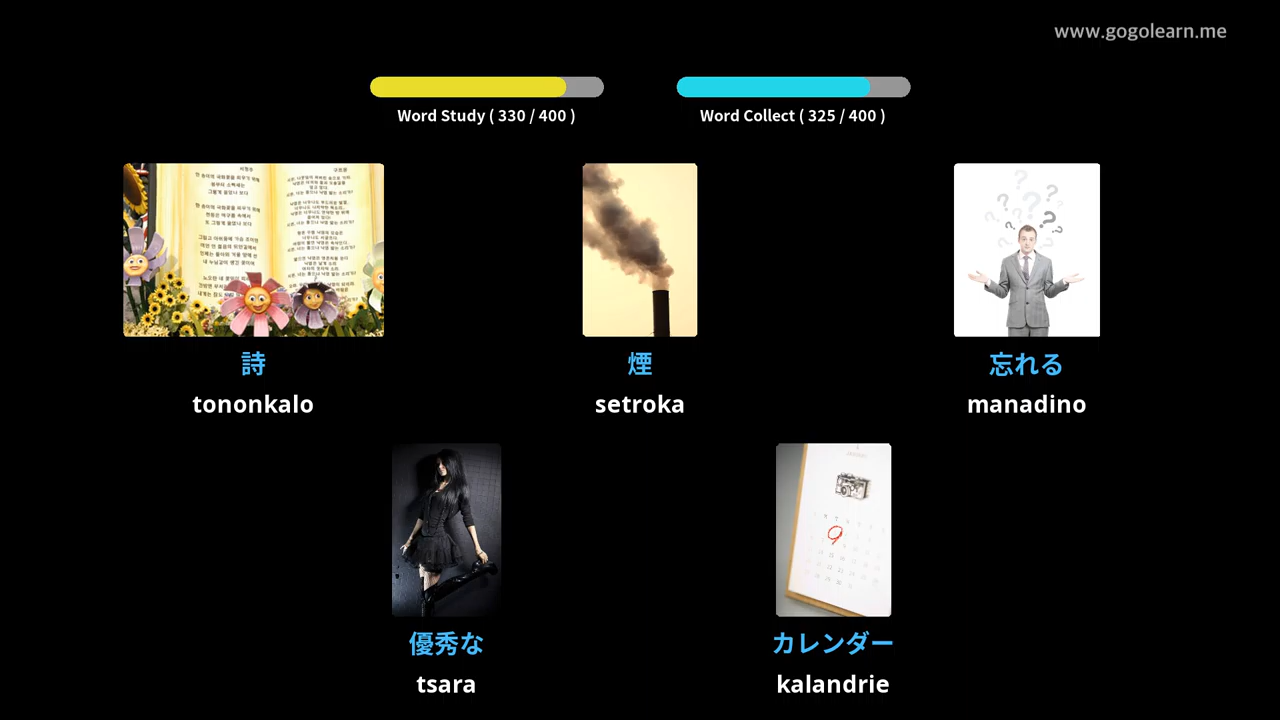 www.gogolearn.me
Word Study ( 330 / 400 )
Word Collect ( 325 / 400 )
詩
煙
忘れる
tononkalo
setroka
manadino
9
優秀な
カレンダー
tsara
kalandrie